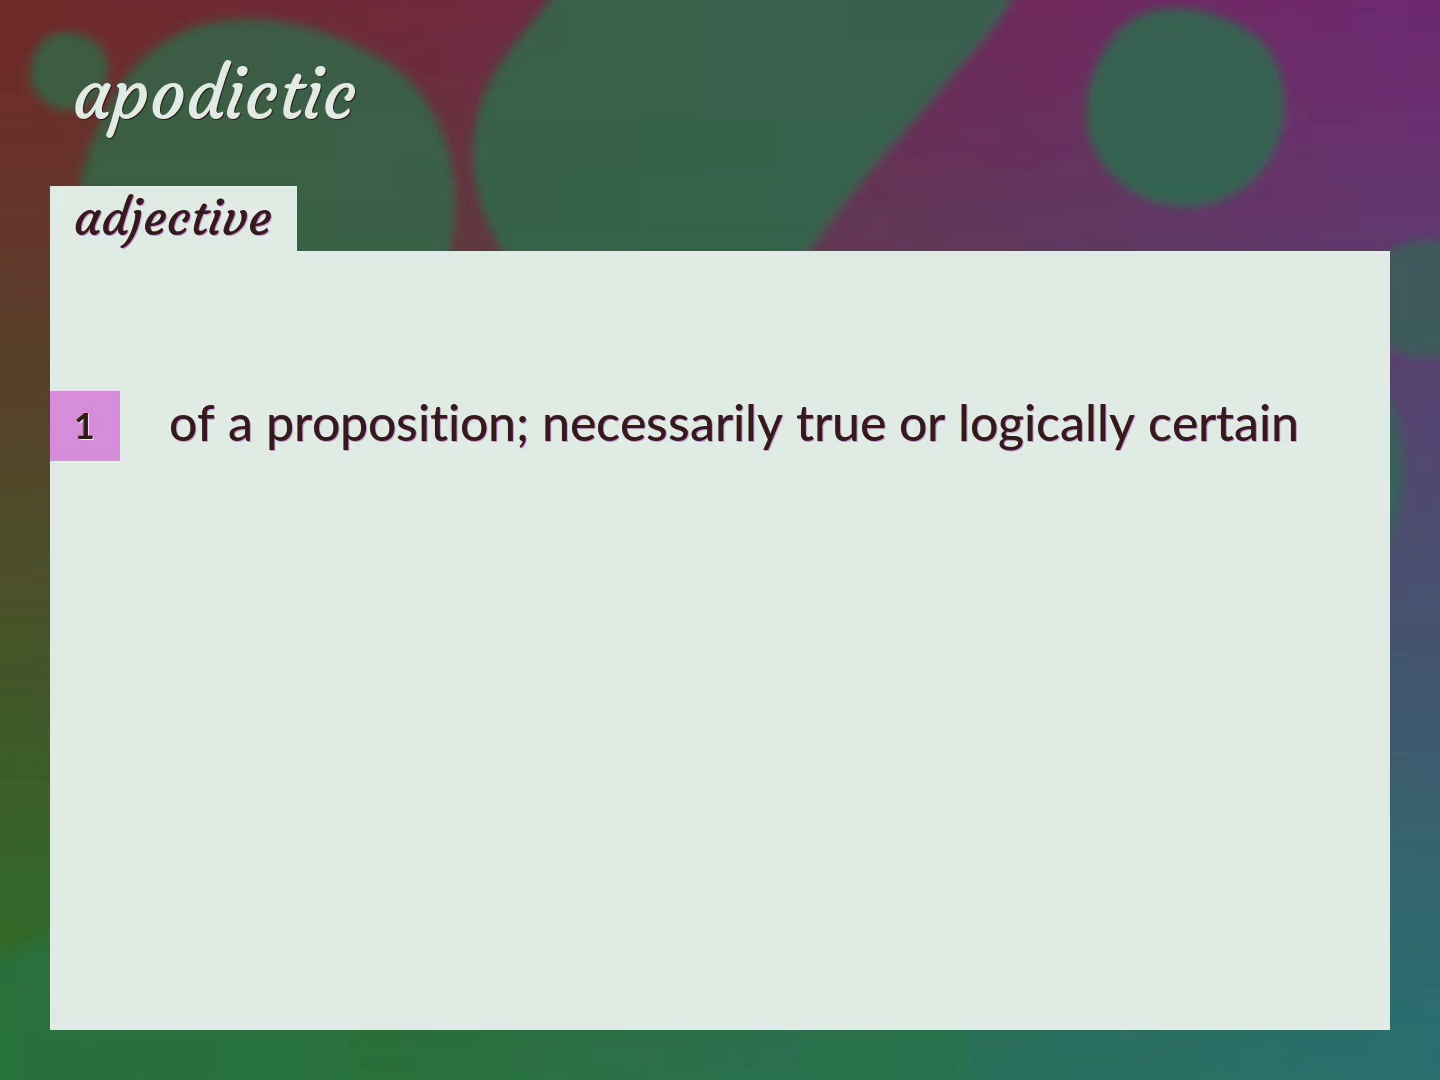 apodictic
adjective
1 of a proposition; necessarily true or logically certain